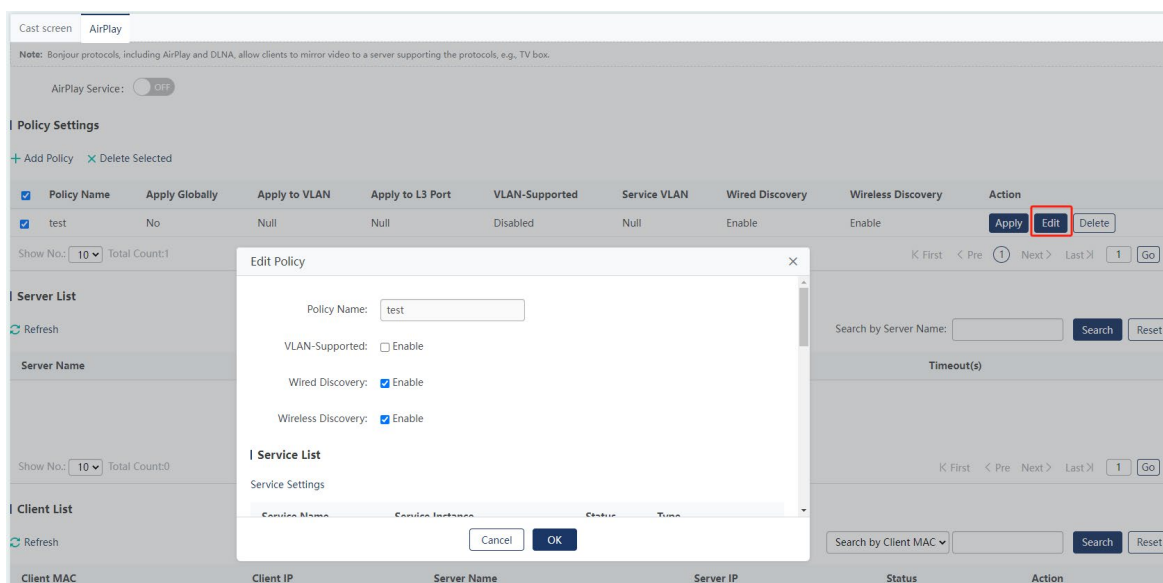 Cast screen AirPlay
Note: Bonjour protocols, including AirPlay and DLNA, allow clients to mirror video to a server supporting the protocols, e.g., TV box.
AirPlay Service: OFF
Policy Settings
+ Add Policy × Delete Selected
Policy Name Apply Globally Apply to VLAN Apply to L3 Port VLAN-Supported Service VLAN Wired Discovery Wireless Discovery Action
test No Null Null Disabled Null Enable Enable Apply Edit Delete
Show No.: 10 Total Count:1 First Pre 1 Next Last 1 Go
Edit Policy
Policy Name: test
VLAN-Supported: Enable
Wired Discovery: Enable
Wireless Discovery: Enable
Service List
Service Settings
Service Name Service Instance Status Type
Cancel OK
Server List
Refresh Search by Server Name: Search Reset
Server Name Timeout(s)
Show No.: 10 Total Count:0 First Pre Next Last 1 Go
Client List
Refresh Search by Client MAC Search Reset
Client MAC Client IP Server Name Server IP Status Action